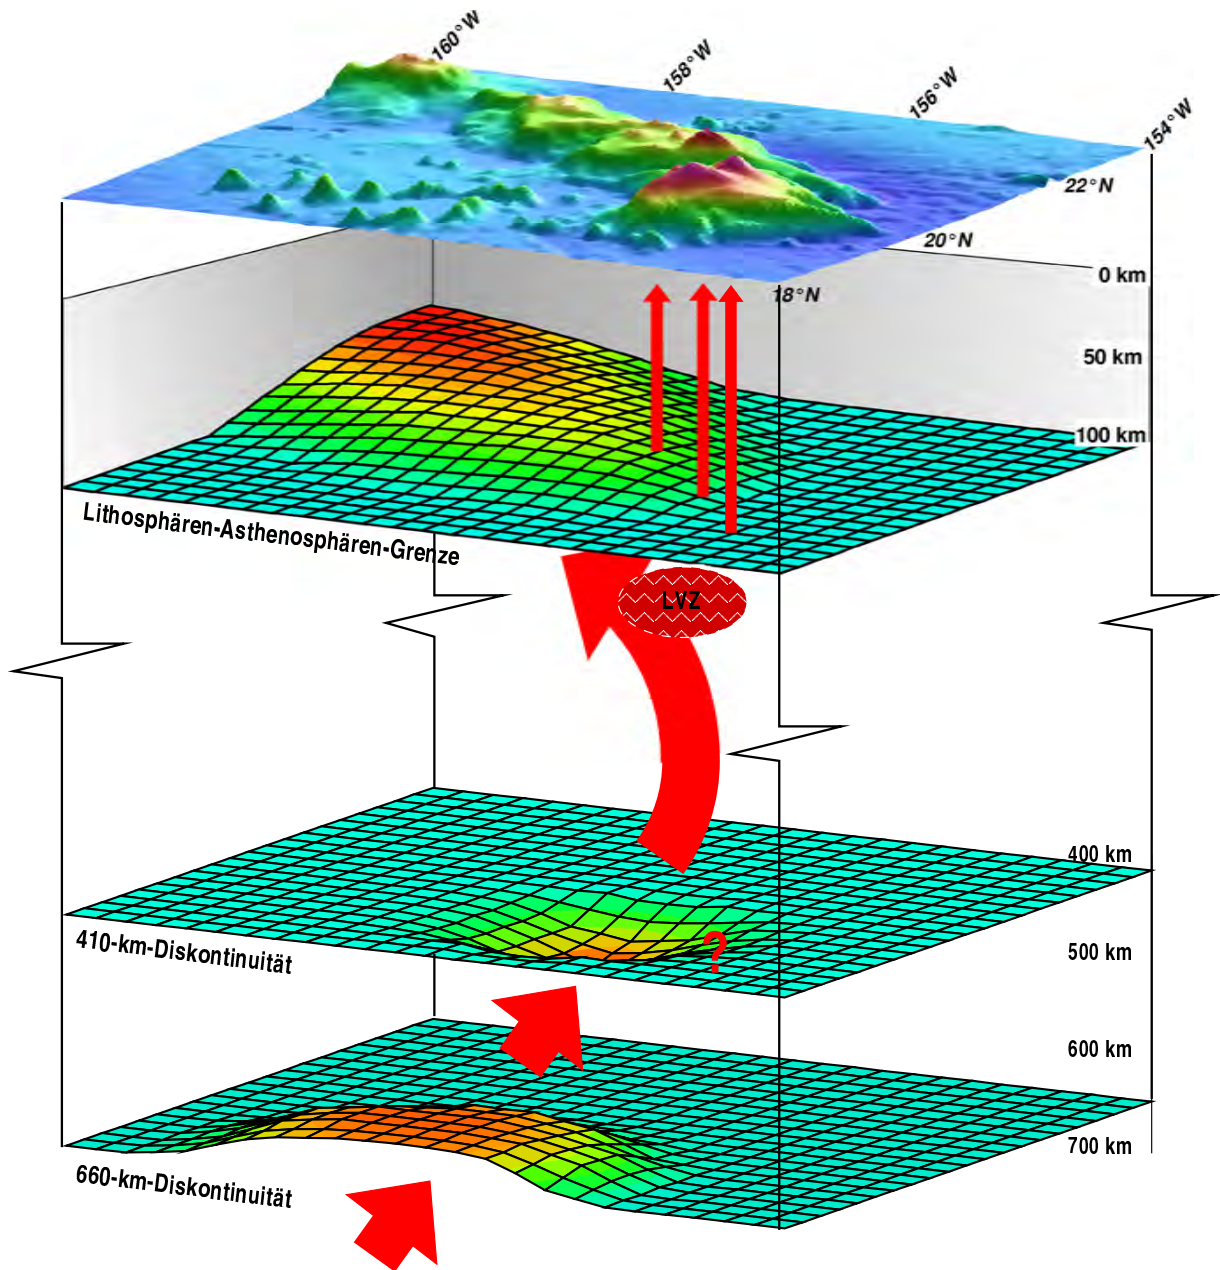 160°W
158°W
156°W
154°W
22°N
20°N
18°N
0 km
50 km
100 km
Lithosphären-Asthenosphären-Grenze
LVZ
400 km
410-km-Diskontinuität
?
500 km
600 km
660-km-Diskontinuität
700 km